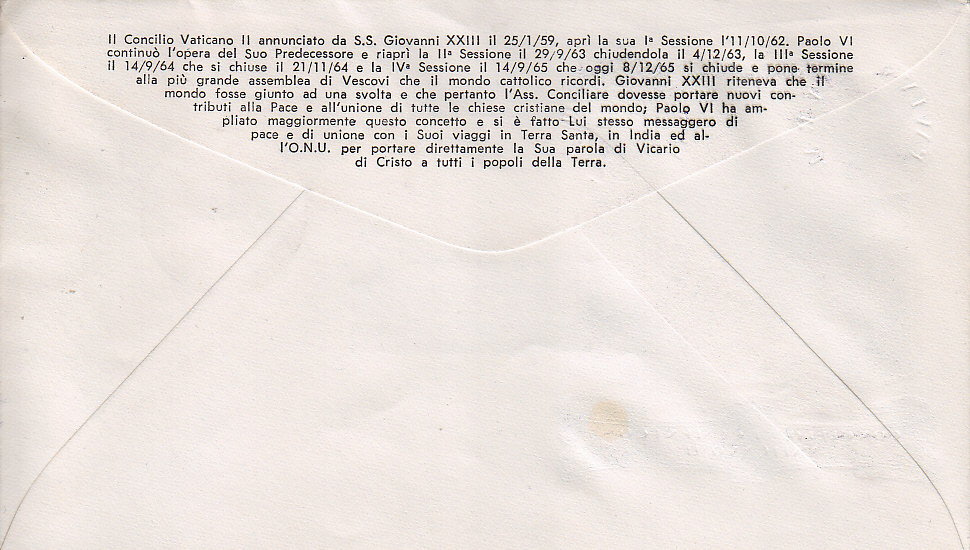 Il Concilio Vaticano II annunciato da S.S. Giovanni XXIII il 25/1/59, aprì la sua Iª Sessione l'11/10/62. Paolo VI
continuò l'opera del Suo Predecessore e riaprì la IIª Sessione il 29/9/63 chiudendola il 4/12/63, la IIIª Sessione
il 14/9/64 che si chiuse il 21/11/64 e la IVª Sessione il 14/9/65 che oggi 8/12/65 si chiude e pone termine
alla più grande assemblea di Vescovi che il mondo cattolico ricordi. Giovanni XXIII riteneva che il
mondo fosse giunto ad una svolta e che pertanto l'Ass. Conciliare dovesse portare nuovi con-
tributi alla Pace e all'unione di tutte le chiese cristiane del mondo; Paolo VI ha am-
pliato maggiormente questo concetto e si è fatto Lui stesso messaggero di
pace e di unione con i Suoi viaggi in Terra Santa, in India ed al-
l'O.N.U. per portare direttamente la Sua parola di Vicario
di Cristo a tutti i popoli della Terra.